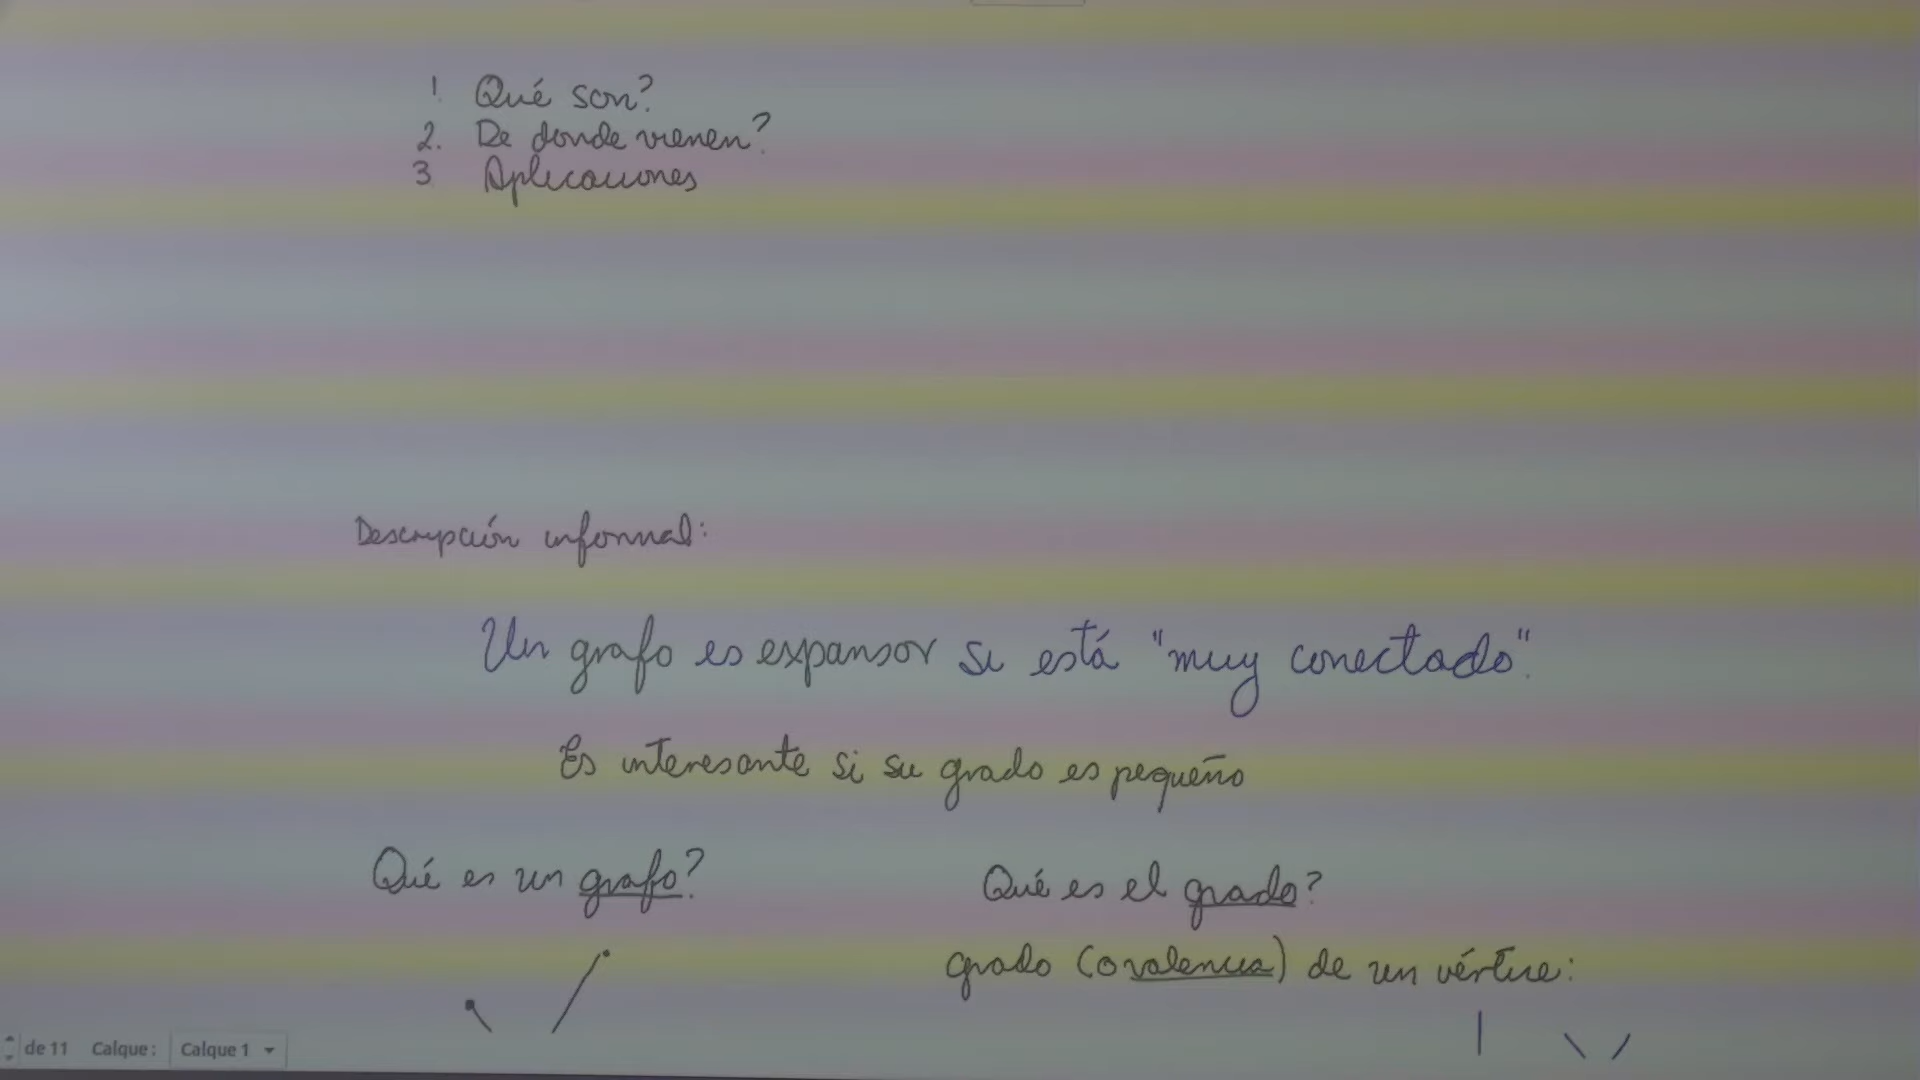 1. Qué son?
2. De donde vienen?
3 Aplicaciones
Descripción informal:
Un grafo es expansor si está "muy conectado".
Es interesante si su grado es pequeño
Qué es un grafo?
Qué es el grado?
grado (o valencia) de un vértice:
de 11 Calque : Calque 1